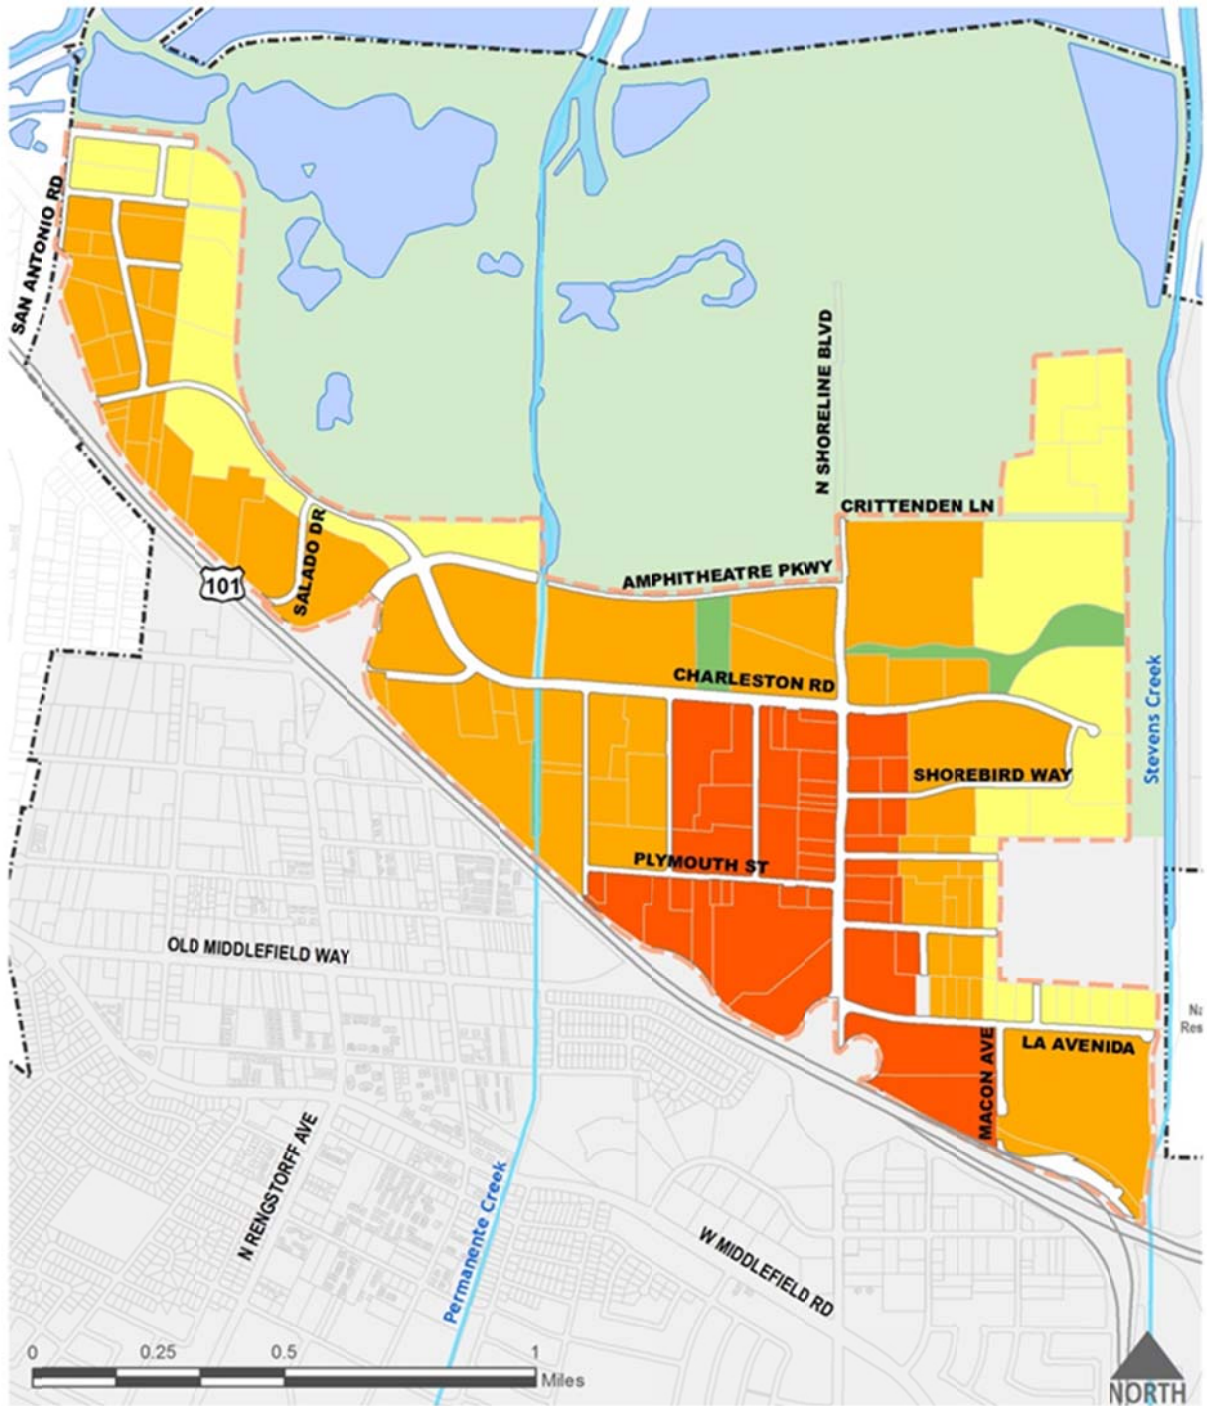 SAN ANTONIO RD
N SHORELINE BLVD
CRITTENDEN LN
SALADO DR
AMPHITHEATRE PKWY
101
CHARLESTON RD
Stevens Creek
SHOREBIRD WAY
PLYMOUTH ST
OLD MIDDLEFIELD WAY
Na
Res
MACON AVE
LA AVENIDA
N RENGSTORFF AVE
Permanente Creek
W MIDDLEFIELD RD
0 0.25 0.5 1
Miles
NORTH